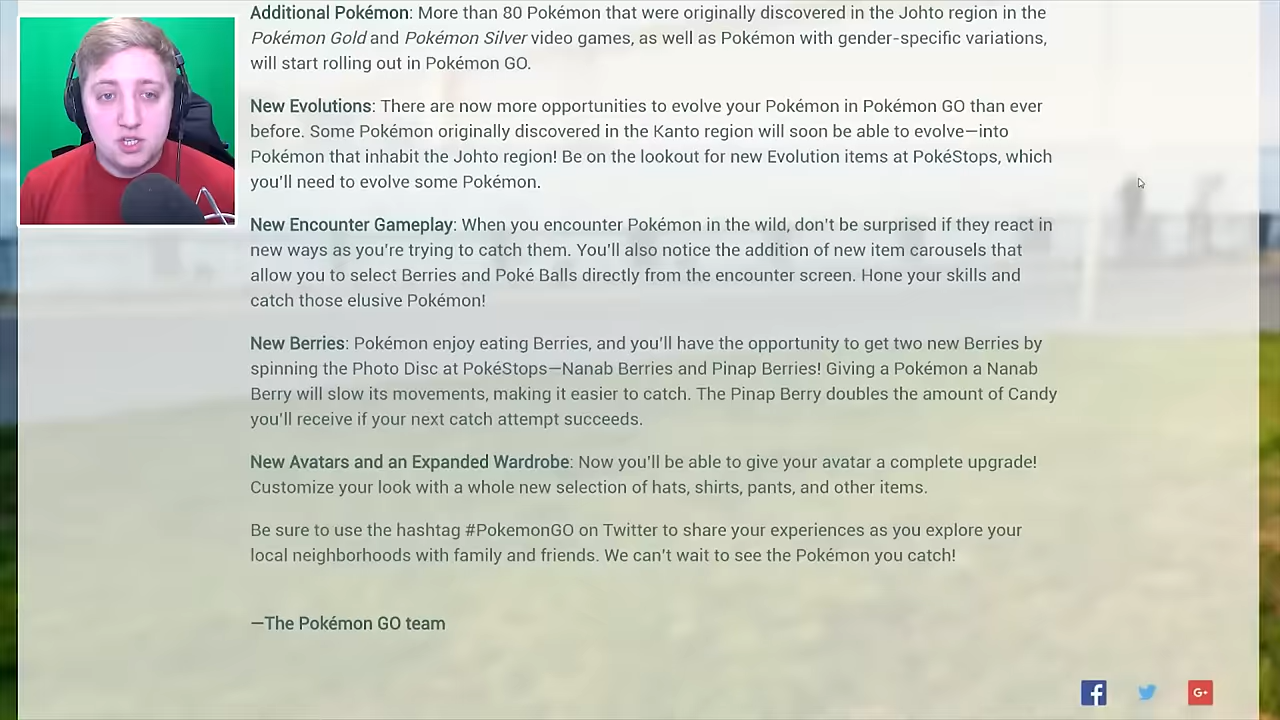 Additional Pokémon: More than 80 Pokémon that were originally discovered in the Johto region in the
Pokémon Gold and Pokémon Silver video games, as well as Pokémon with gender-specific variations,
will start rolling out in Pokémon GO.
New Evolutions: There are now more opportunities to evolve your Pokémon in Pokémon GO than ever
before. Some Pokémon originally discovered in the Kanto region will soon be able to evolve—into
Pokémon that inhabit the Johto region! Be on the lookout for new Evolution items at PokéStops, which
you'll need to evolve some Pokémon.
New Encounter Gameplay: When you encounter Pokémon in the wild, don't be surprised if they react in
new ways as you're trying to catch them. You'll also notice the addition of new item carousels that
allow you to select Berries and Poké Balls directly from the encounter screen. Hone your skills and
catch those elusive Pokémon!
New Berries: Pokémon enjoy eating Berries, and you'll have the opportunity to get two new Berries by
spinning the Photo Disc at PokéStops—Nanab Berries and Pinap Berries! Giving a Pokémon a Nanab
Berry will slow its movements, making it easier to catch. The Pinap Berry doubles the amount of Candy
you'll receive if your next catch attempt succeeds.
New Avatars and an Expanded Wardrobe: Now you'll be able to give your avatar a complete upgrade!
Customize your look with a whole new selection of hats, shirts, pants, and other items.
Be sure to use the hashtag #PokemonGO on Twitter to share your experiences as you explore your
local neighborhoods with family and friends. We can't wait to see the Pokémon you catch!
—The Pokémon GO team
f G+